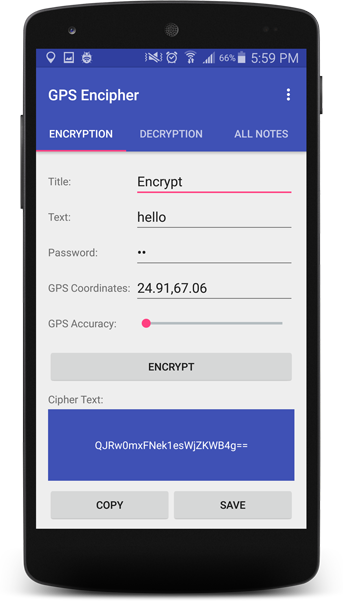 66% 5:59 PM
GPS Encipher
ENCRYPTION DECRYPTION ALL NOTES
Title: Encrypt
Text: hello
Password: ••
GPS Coordinates: 24.91,67.06
GPS Accuracy:
ENCRYPT
Cipher Text:
QJRw0mxFNek1esWjZKWB4g==
COPY SAVE